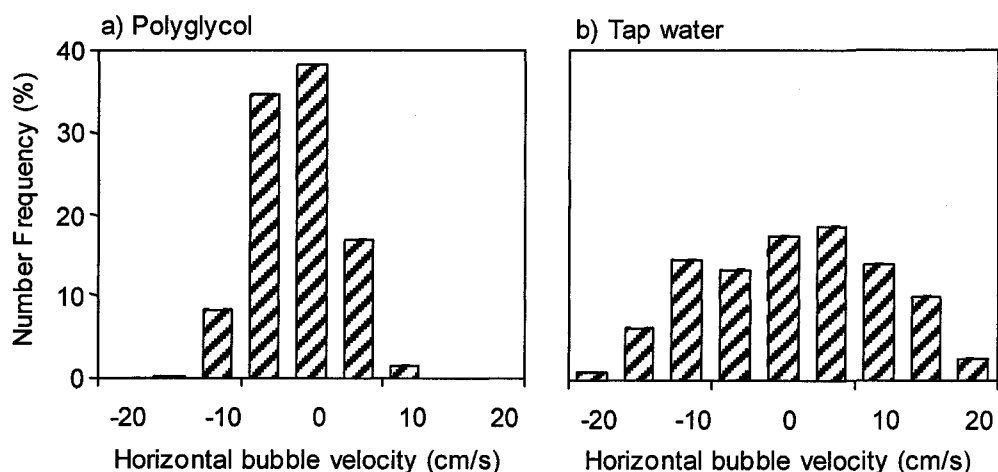 a) Polyglycol
b) Tap water
Number Frequency (%)
40
30
20
10
0
-20 -10 0 10 20
-20 -10 0 10 20
Horizontal bubble velocity (cm/s)
Horizontal bubble velocity (cm/s)